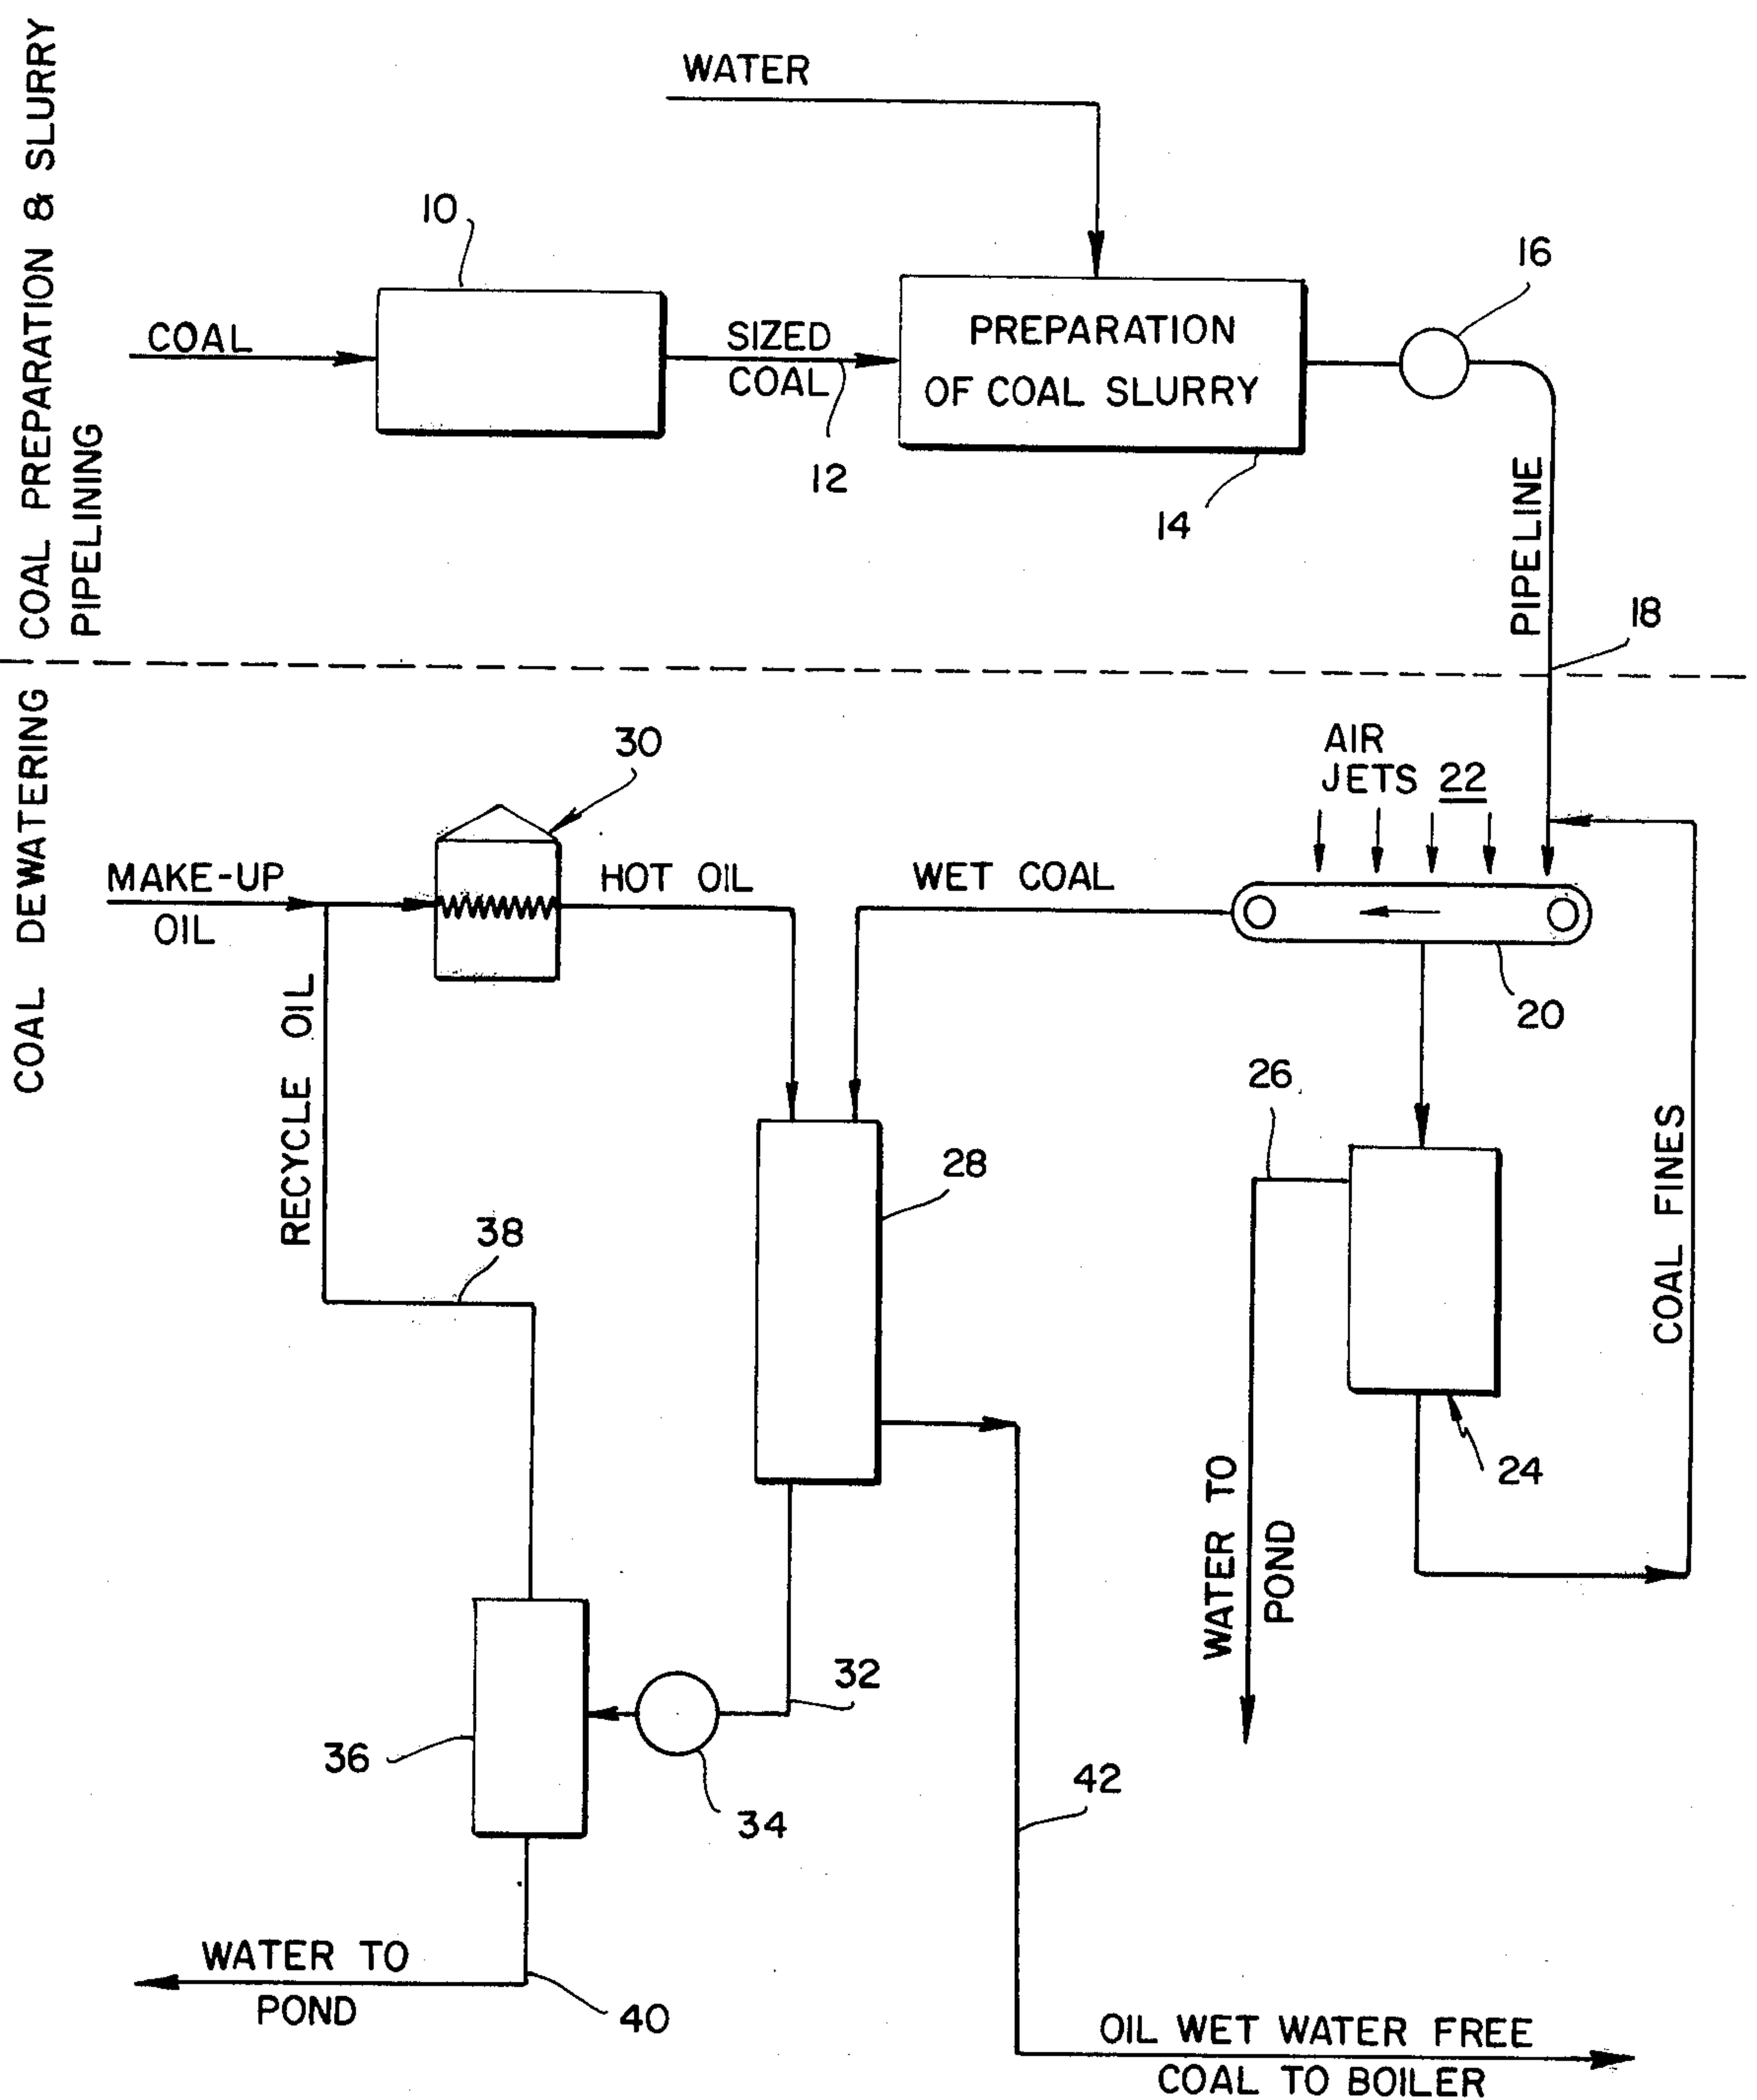 COAL PREPARATION & SLURRY
PIPELINING
WATER
10
COAL
SIZED
COAL
12
PREPARATION
OF COAL SLURRY
14
16
PIPELINE
18
COAL DEWATERING
30
MAKE-UP
OIL
HOT OIL
WET COAL
AIR
JETS 22
20
RECYCLE OIL
26
28
38
COAL FINES
24
WATER TO
POND
32
36
34
42
WATER TO
POND
40
OIL WET WATER FREE
COAL TO BOILER